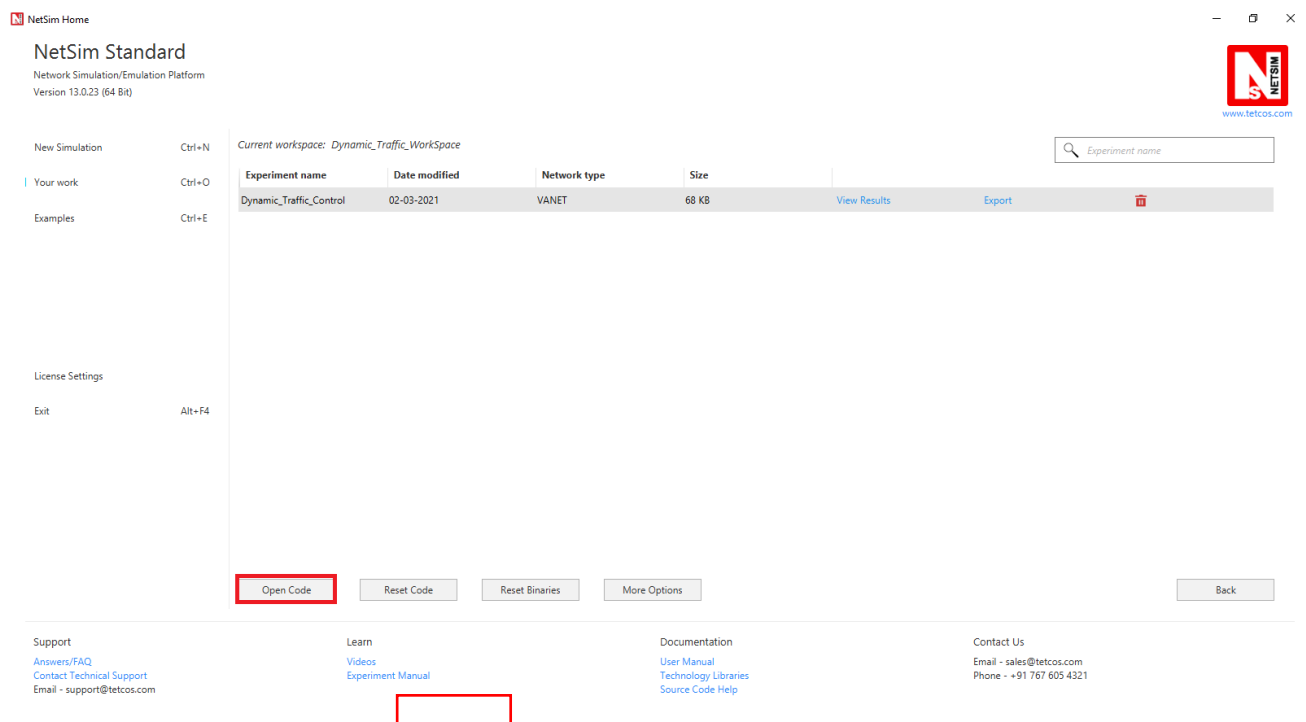 NetSim Home
NetSim Standard
Network Simulation/Emulation Platform
Version 13.0.23 (64 Bit)
NETSIM
www.tetcos.com
New Simulation Ctrl+N
Your work Ctrl+O
Examples Ctrl+E
License Settings
Exit Alt+F4
Current workspace: Dynamic_Traffic_WorkSpace
Experiment name
Experiment name Date modified Network type Size
Dynamic_Traffic_Control 02-03-2021 VANET 68 KB View Results Export
Open Code Reset Code Reset Binaries More Options Back
Support
Answers/FAQ
Contact Technical Support
Email - support@tetcos.com
Learn
Videos
Experiment Manual
Documentation
User Manual
Technology Libraries
Source Code Help
Contact Us
Email - sales@tetcos.com
Phone - +91 767 605 4321